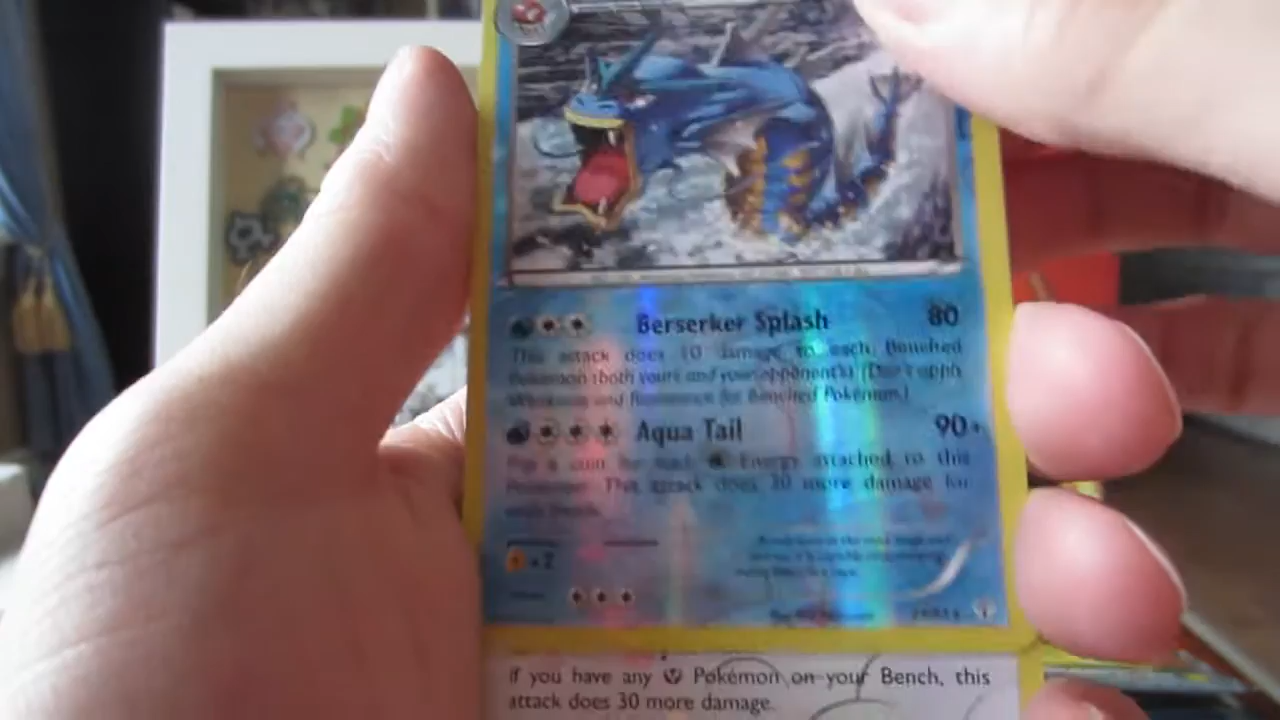 Berserker Splash 80
This attack does 10 damage to each Benched
Pokémon (both yours and your opponent's). (Don't apply
Weakness and Resistance for Benched Pokémon.)
Aqua Tail 90+
Flip a coin for each Energy attached to this
Pokémon. This attack does 20 more damage for
each heads.
×2
if you have any Pokémon on your Bench, this
attack does 30 more damage.